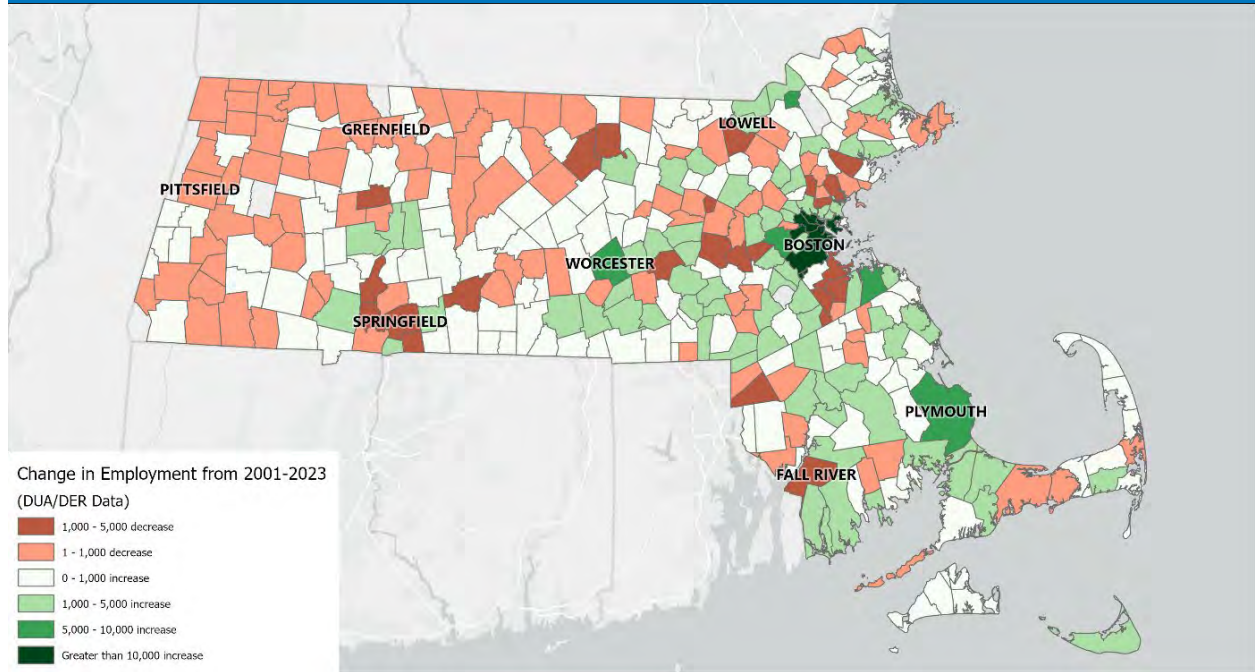 LOWELL
GREENFIELD
PITTSFIELD
BOSTON
WORCESTER
SPRINGFIELD
PLYMOUTH
FALL RIVER
Change in Employment from 2001-2023
(DUA/DER Data)
1,000 - 5,000 decrease
1 - 1,000 decrease
0 - 1,000 increase
1,000 - 5,000 increase
5,000 - 10,000 increase
Greater than 10,000 increase